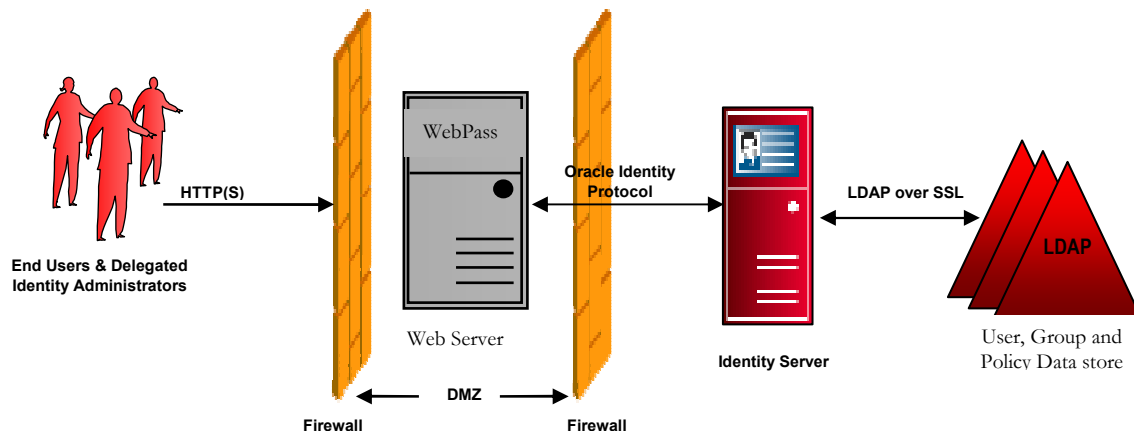 WebPass
Oracle Identity
Protocol
HTTP(S)
LDAP over SSL
LDAP
End Users & Delegated
Identity Administrators
Web Server
Identity Server
User, Group and
Policy Data store
DMZ
Firewall
Firewall